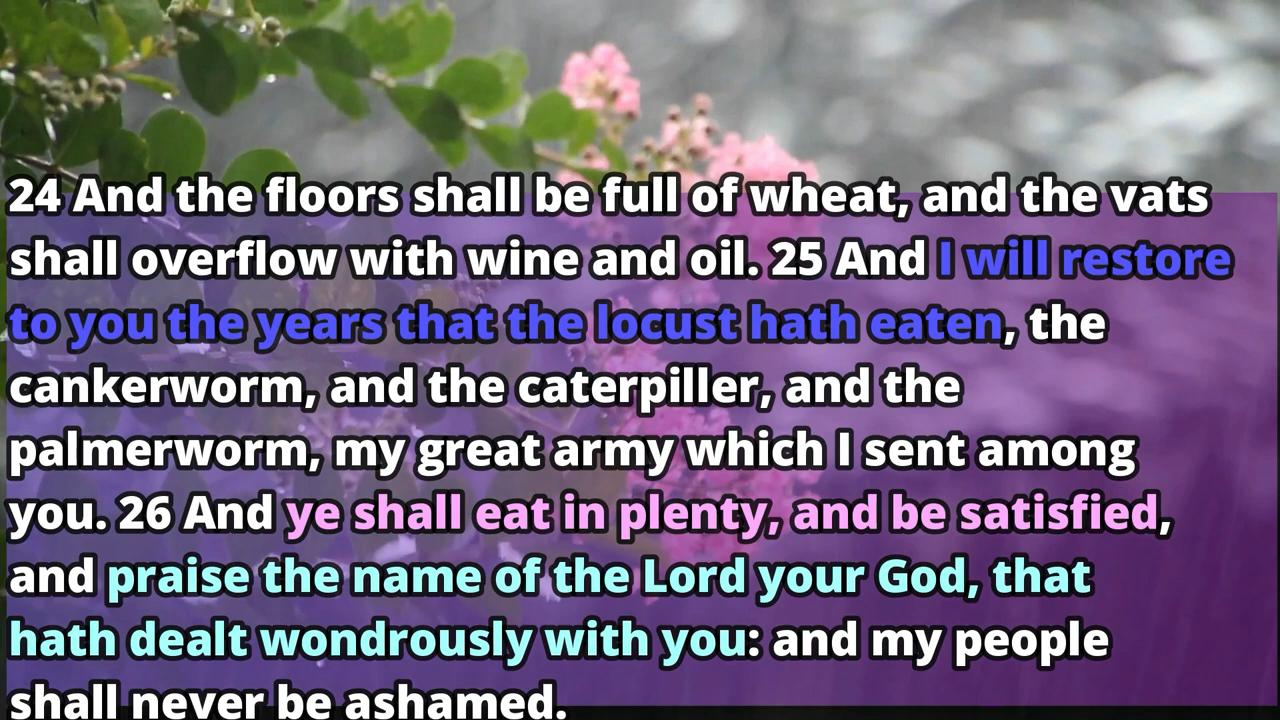 24 And the floors shall be full of wheat, and the vats
shall overflow with wine and oil. 25 And I will restore
to you the years that the locust hath eaten, the
cankerworm, and the caterpiller, and the
palmerworm, my great army which I sent among
you. 26 And ye shall eat in plenty, and be satisfied,
and praise the name of the Lord your God, that
hath dealt wondrously with you: and my people
shall never be ashamed.